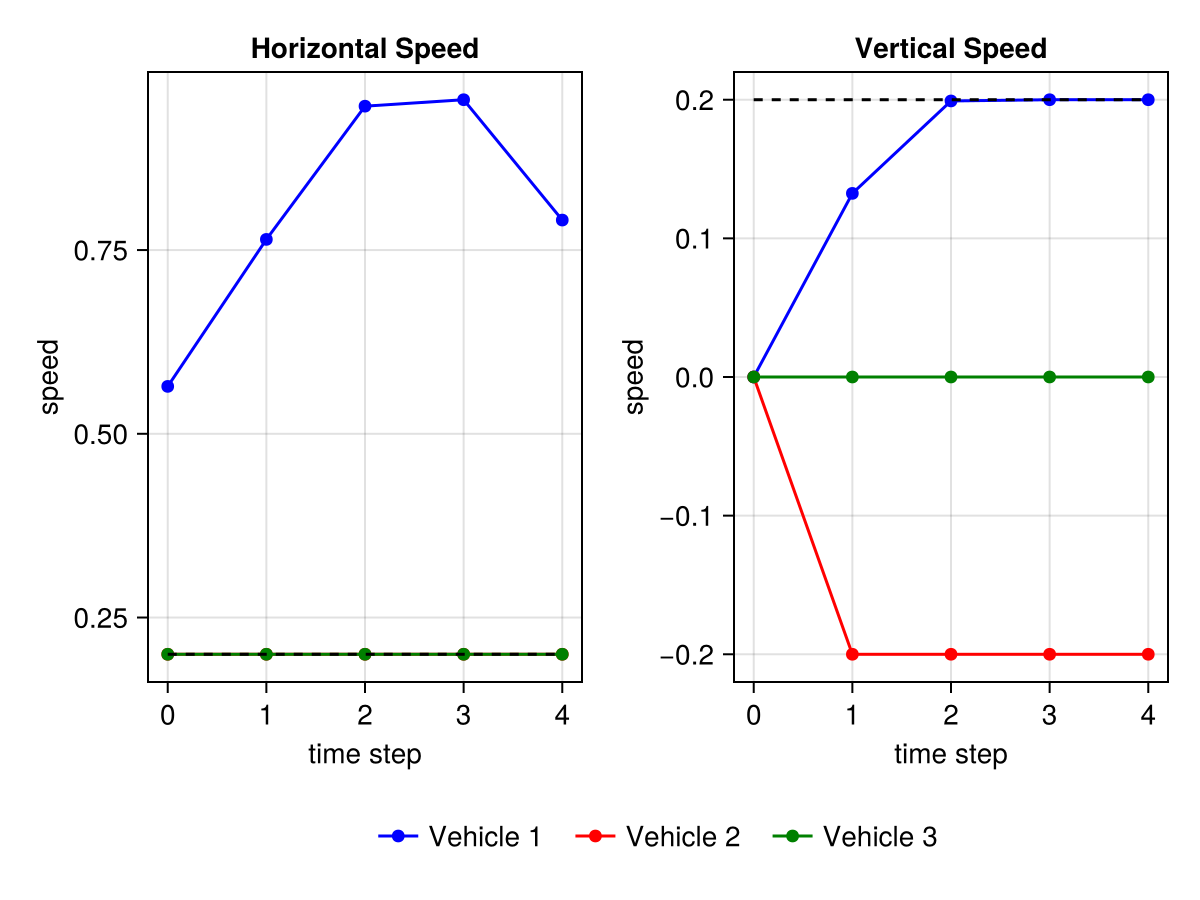 Horizontal Speed
speed
0.75
0.50
0.25
0 1 2 3 4
time step
Vertical Speed
speed
0.2
0.1
0.0
−0.1
−0.2
0 1 2 3 4
time step
Vehicle 1 Vehicle 2 Vehicle 3